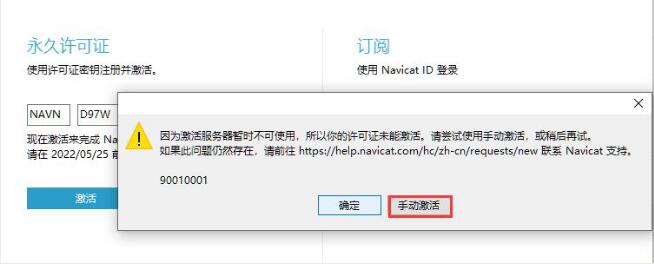 永久许可证
订阅
使用许可证密钥注册并激活。
使用 Navicat ID 登录
NAVN D97W
现在激活来完成 Na
请在 2022/05/25 前
激活
因为激活服务器暂时不可使用，所以你的许可证未能激活。请尝试使用手动激活，或稍后再试。
如果此问题仍然存在，请前往 https://help.navicat.com/hc/zh-cn/requests/new 联系 Navicat 支持。
90010001
确定
手动激活